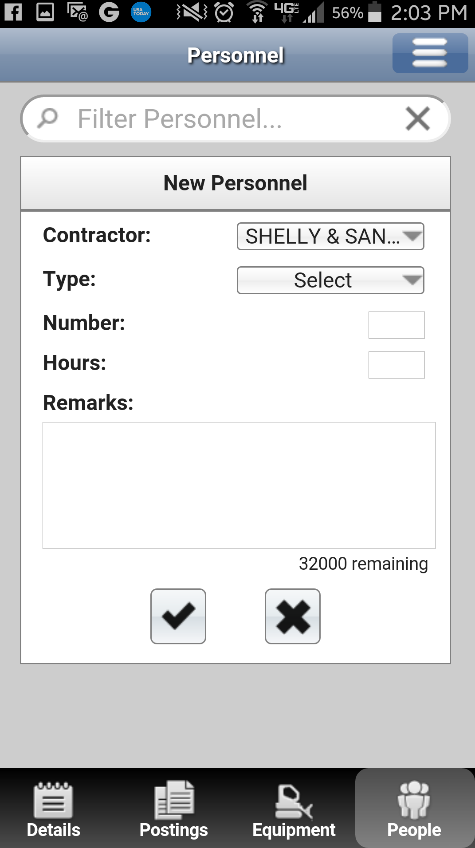 56% 2:03 PM
Personnel
Filter Personnel...
New Personnel
Contractor: SHELLY & SAN...
Type: Select
Number:
Hours:
Remarks:
32000 remaining
Details Postings Equipment People